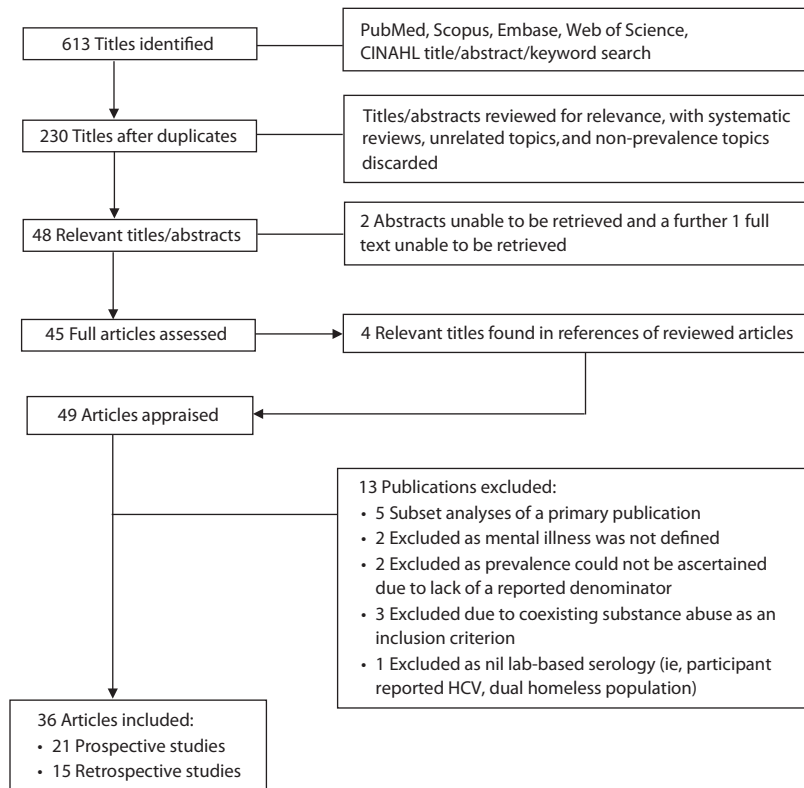 613 Titles identified
PubMed, Scopus, Embase, Web of Science,
CINAHL title/abstract/keyword search
230 Titles after duplicates
Titles/abstracts reviewed for relevance, with systematic
reviews, unrelated topics, and non-prevalence topics
discarded
48 Relevant titles/abstracts
2 Abstracts unable to be retrieved and a further 1 full
text unable to be retrieved
45 Full articles assessed
4 Relevant titles found in references of reviewed articles
49 Articles appraised
13 Publications excluded:
• 5 Subset analyses of a primary publication
• 2 Excluded as mental illness was not defined
• 2 Excluded as prevalence could not be ascertained
due to lack of a reported denominator
• 3 Excluded due to coexisting substance abuse as an
inclusion criterion
• 1 Excluded as nil lab-based serology (ie, participant
reported HCV, dual homeless population)
36 Articles included:
• 21 Prospective studies
• 15 Retrospective studies